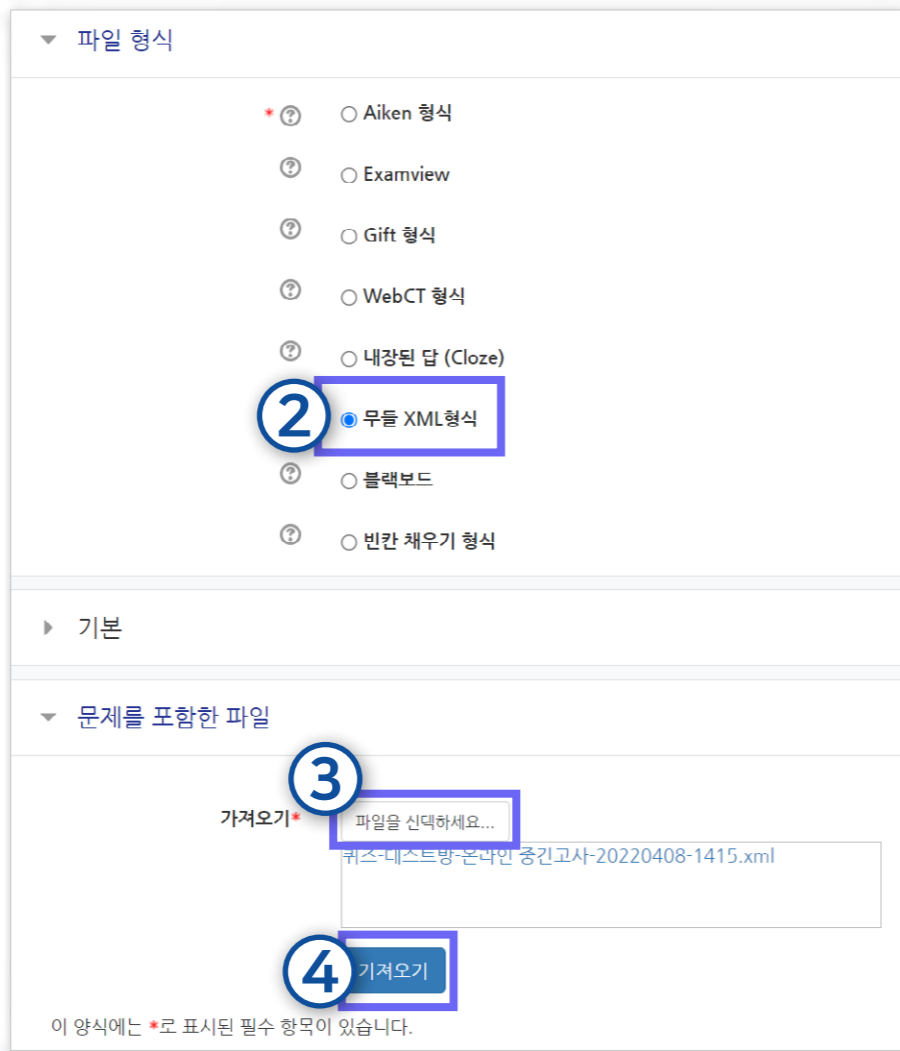 파일 형식
* Aiken 형식
Examview
Gift 형식
WebCT 형식
내장된 답 (Cloze)
② 무들 XML형식
블랙보드
빈칸 채우기 형식
기본
문제를 포함한 파일
③
가져오기* 파일을 선택하세요...
퀴즈-테스트방-온라인 중간고사-20220408-1415.xml
④ 가져오기
이 양식에는 *로 표시된 필수 항목이 있습니다.